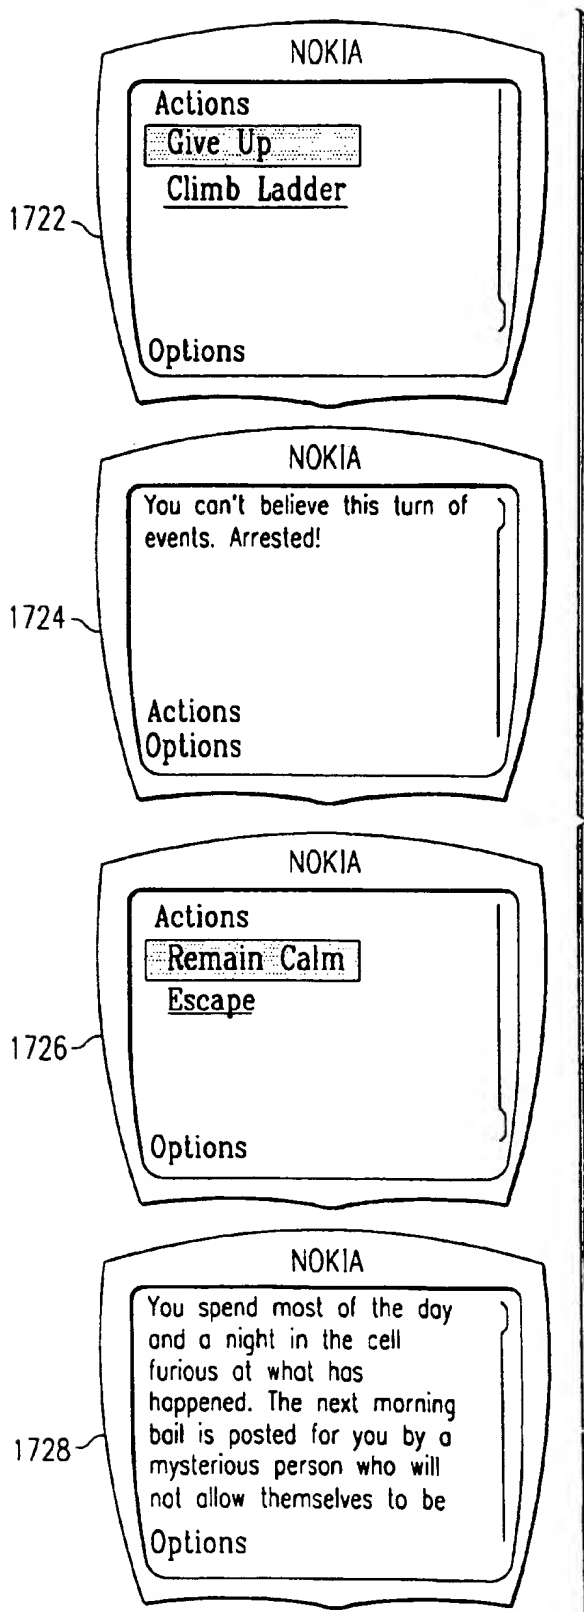 NOKIA
Actions
Give Up
Climb Ladder
1722
Options
NOKIA
You can't believe this turn of
events. Arrested!
1724
Actions
Options
NOKIA
Actions
Remain Calm
Escape
1726
Options
NOKIA
You spend most of the day
and a night in the cell
furious at what has
happened. The next morning
bail is posted for you by a
1728
mysterious person who will
not allow themselves to be
Options